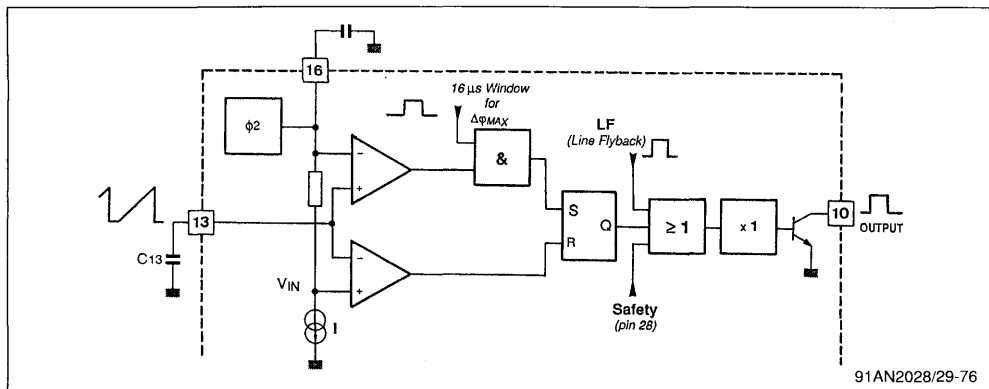 16
16 µs Window
for
ΔφMAX
LF
(Line Flyback)
ϕ2
−
+
&
13
C13
S
Q
R
≥ 1
x 1
10
OUTPUT
−
+
VIN
I
Safety
(pin 28)
91AN2028/29-76